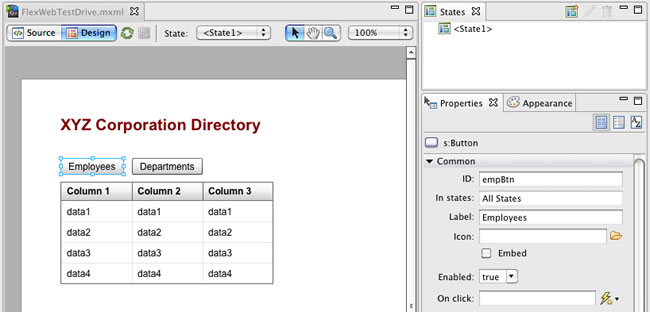 FlexWebTestDrive.mxml
Source Design State: <State1> 100%
XYZ Corporation Directory
Employees Departments
Column 1 Column 2 Column 3
data1 data1 data1
data2 data2 data2
data3 data3 data3
data4 data4 data4
States
<State1>
Properties Appearance
s:Button
Common
ID: empBtn
In states: All States
Label: Employees
Icon:
Embed
Enabled: true
On click: